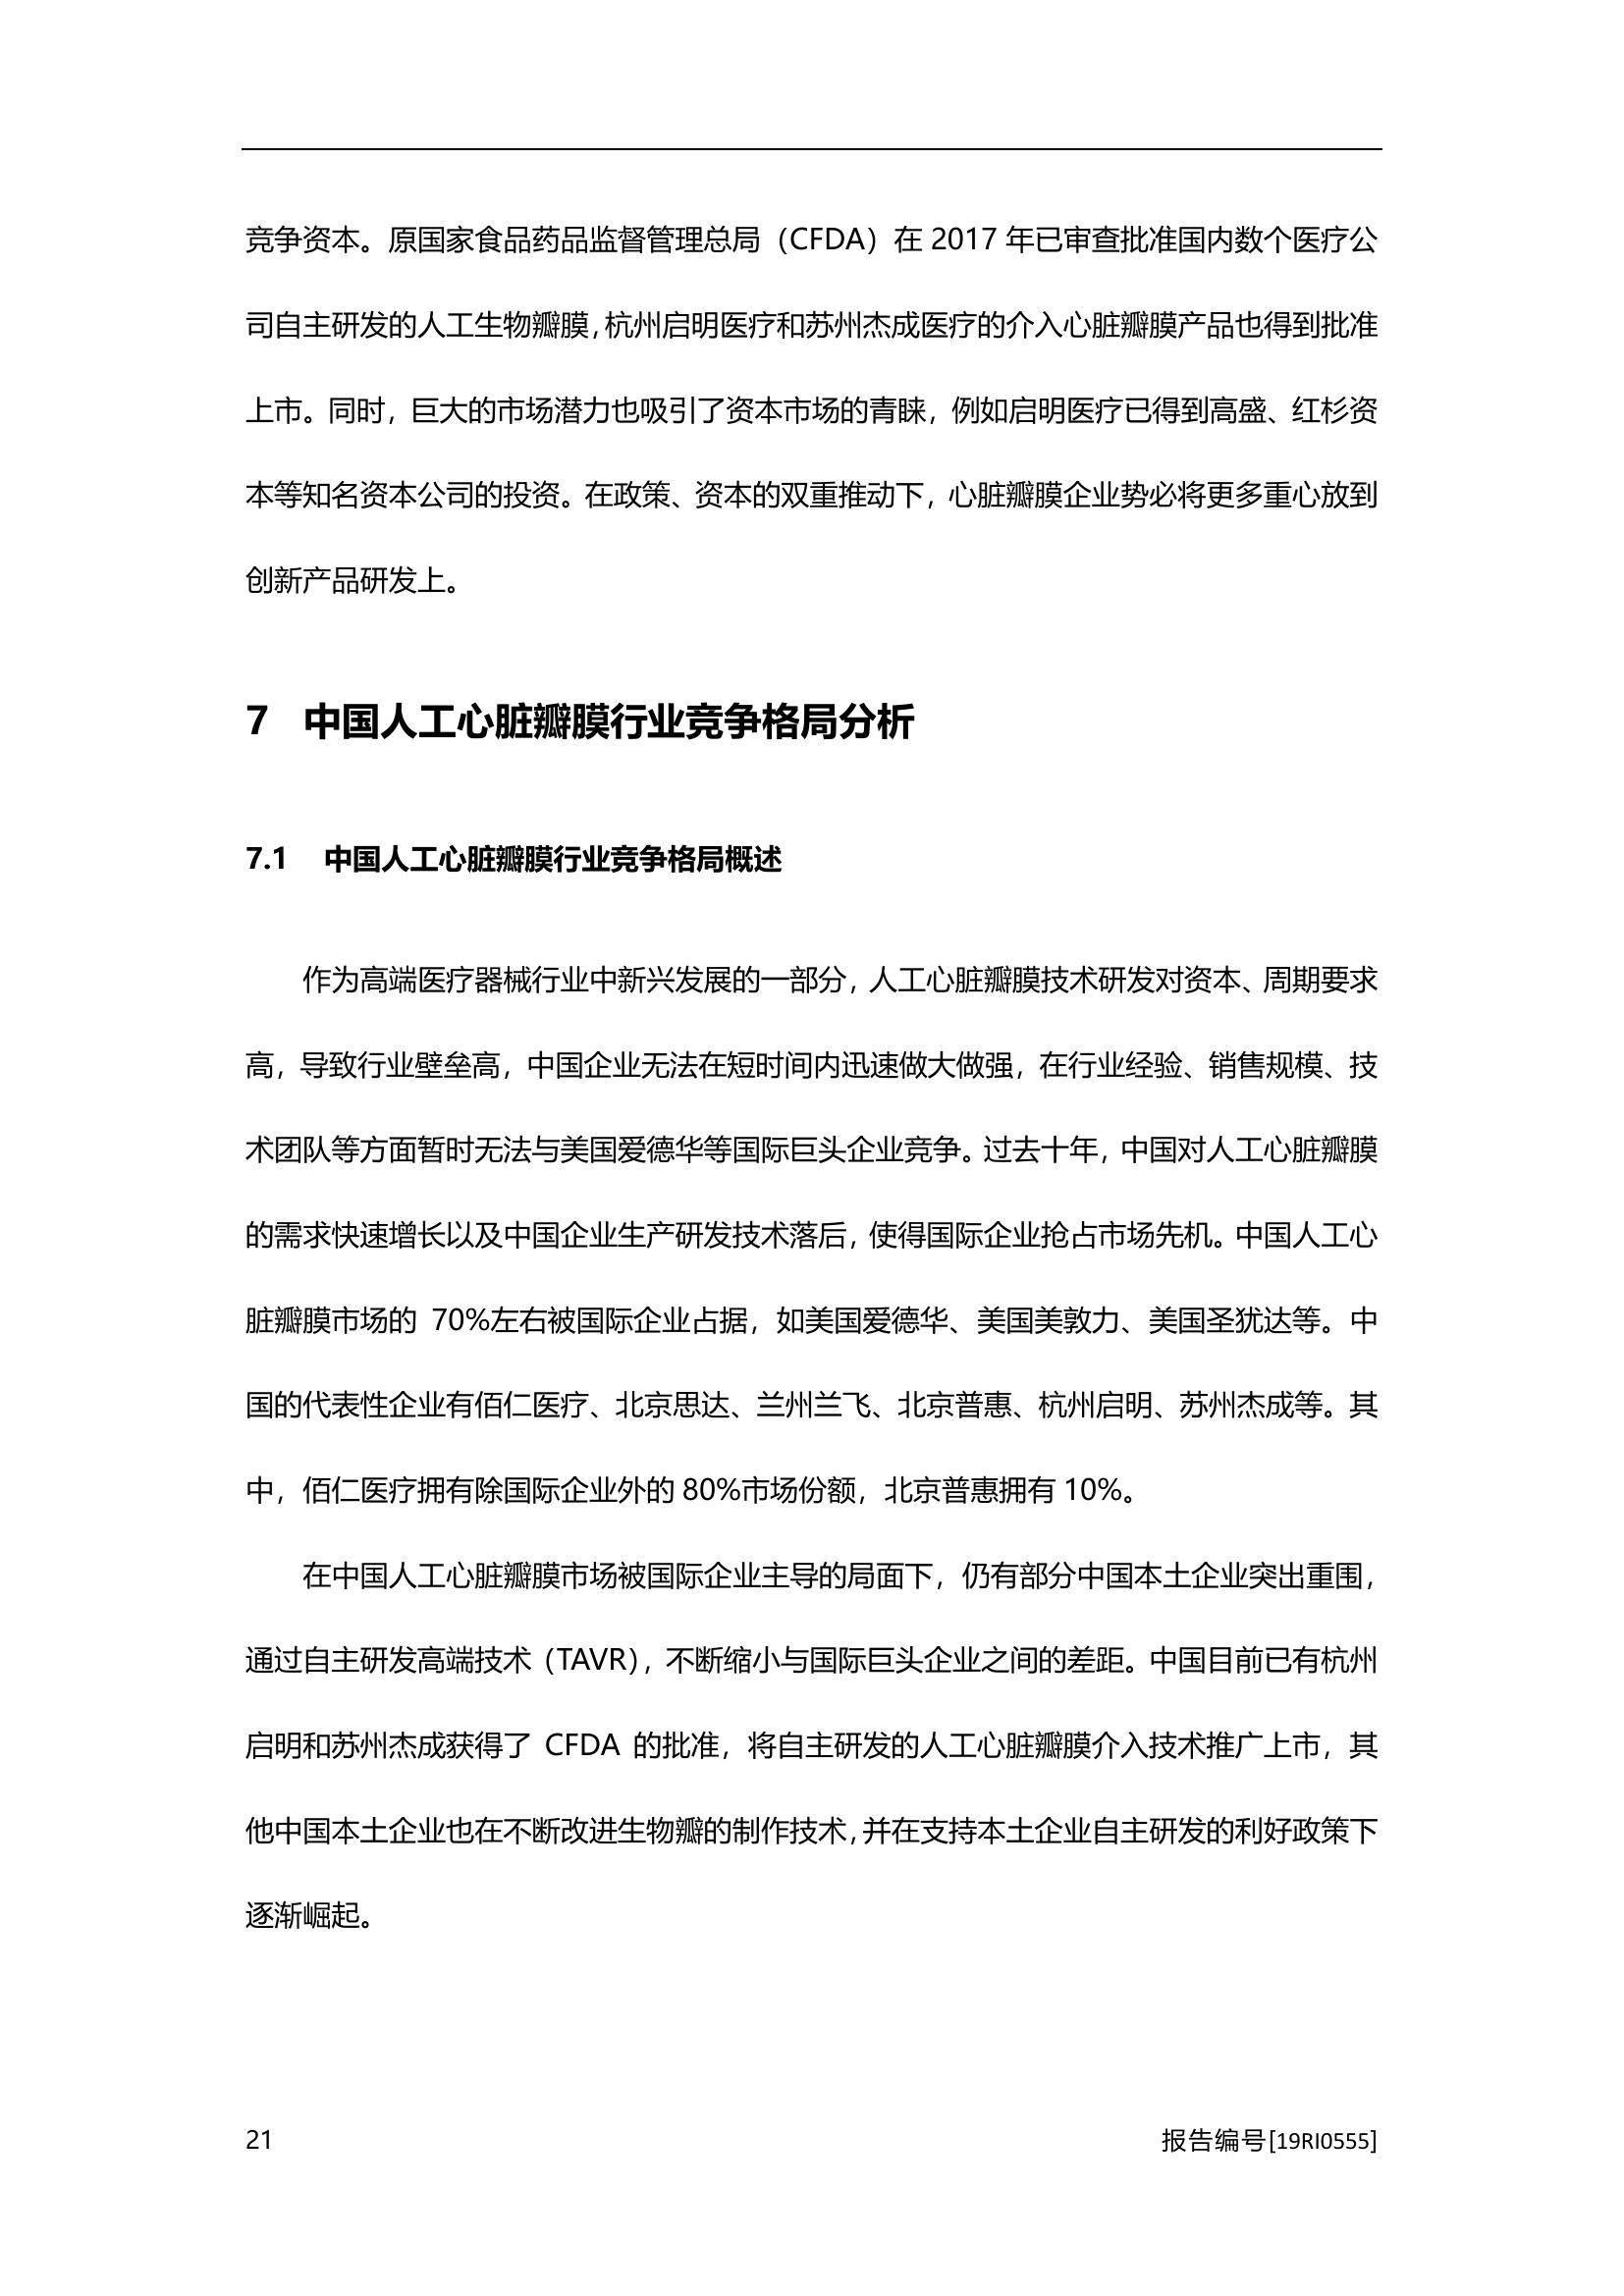 竞争资本。原国家食品药品监督管理总局（CFDA）在 2017 年已审查批准国内数个医疗公
司自主研发的人工生物瓣膜，杭州启明医疗和苏州杰成医疗的介入心脏瓣膜产品也得到批准
上市。同时，巨大的市场潜力也吸引了资本市场的青睐，例如启明医疗已得到高盛、红杉资
本等知名资本公司的投资。在政策、资本的双重推动下，心脏瓣膜企业势必将更多重心放到
创新产品研发上。
7 中国人工心脏瓣膜行业竞争格局分析
7.1 中国人工心脏瓣膜行业竞争格局概述
作为高端医疗器械行业中新兴发展的一部分，人工心脏瓣膜技术研发对资本、周期要求
高，导致行业壁垒高，中国企业无法在短时间内迅速做大做强，在行业经验、销售规模、技
术团队等方面暂时无法与美国爱德华等国际巨头企业竞争。过去十年，中国对人工心脏瓣膜
的需求快速增长以及中国企业生产研发技术落后，使得国际企业抢占市场先机。中国人工心
脏瓣膜市场的 70%左右被国际企业占据，如美国爱德华、美国美敦力、美国圣犹达等。中
国的代表性企业有佰仁医疗、北京思达、兰州兰飞、北京普惠、杭州启明、苏州杰成等。其
中，佰仁医疗拥有除国际企业外的 80%市场份额，北京普惠拥有 10%。
在中国人工心脏瓣膜市场被国际企业主导的局面下，仍有部分中国本土企业突出重围，
通过自主研发高端技术（TAVR），不断缩小与国际巨头企业之间的差距。中国目前已有杭州
启明和苏州杰成获得了 CFDA 的批准，将自主研发的人工心脏瓣膜介入技术推广上市，其
他中国本土企业也在不断改进生物瓣的制作技术，并在支持本土企业自主研发的利好政策下
逐渐崛起。
21 报告编号[19RI0555]